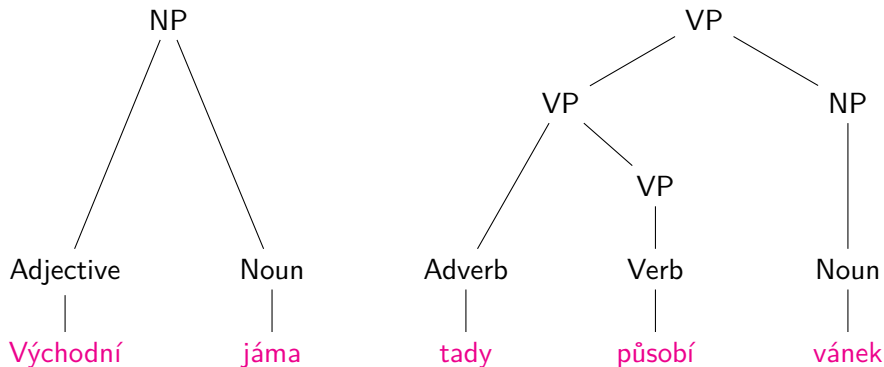 NP VP
VP NP
VP
Adjective Noun Adverb Verb Noun
Východní jáma tady působí vánek